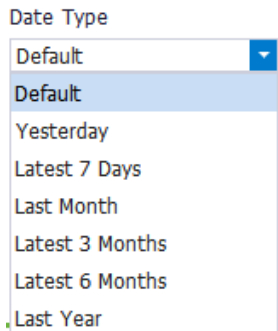 Date Type
Default
Default
Yesterday
Latest 7 Days
Last Month
Latest 3 Months
Latest 6 Months
Last Year